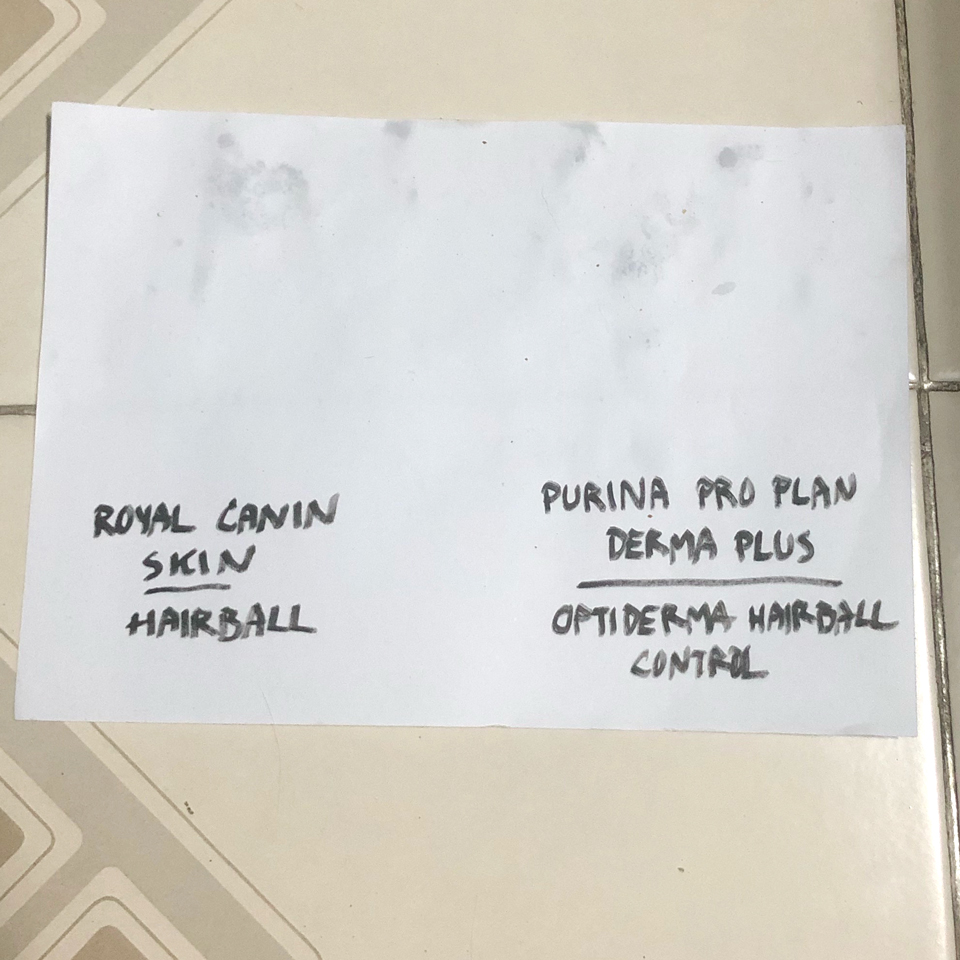 ROYAL CANIN
SKIN
HAIRBALL
PURINA PRO PLAN
DERMA PLUS
OPTIDERMA HAIRBALL
CONTROL